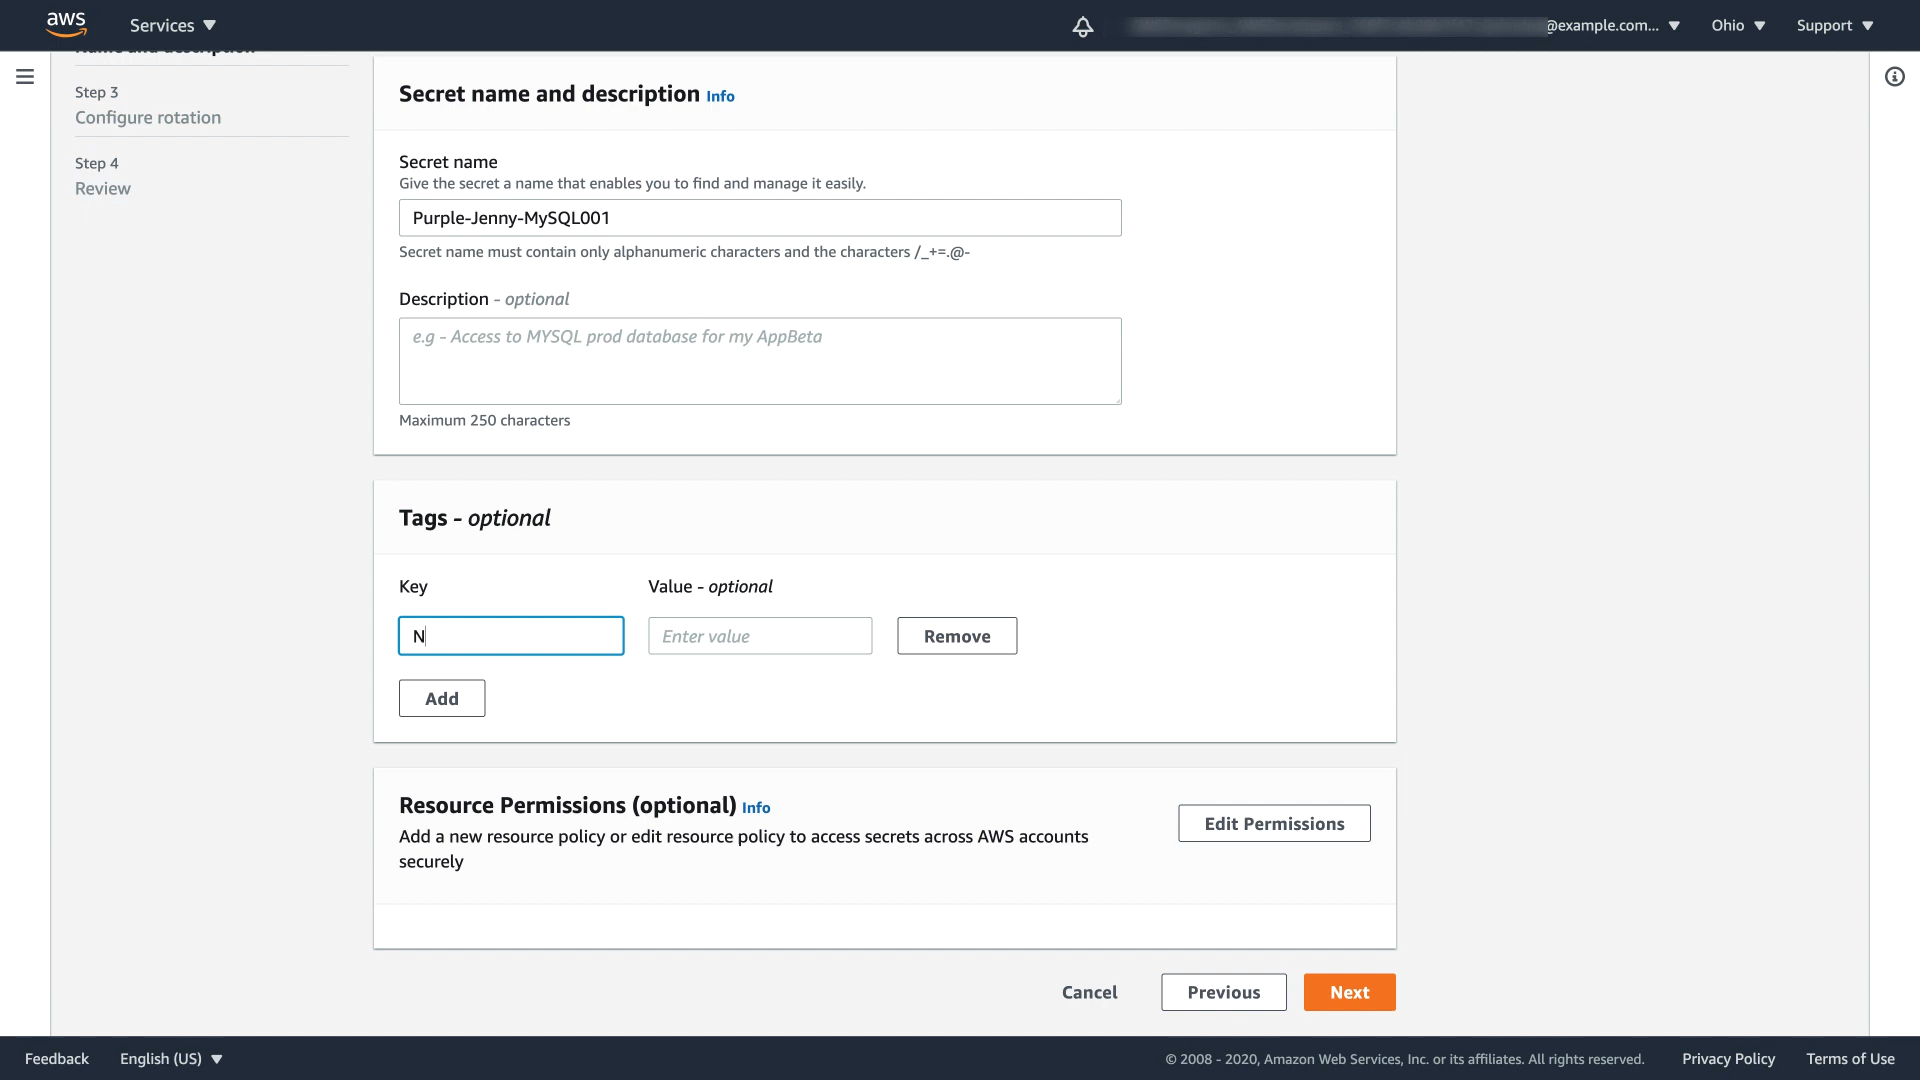 aws
Services
@example.com...
Ohio
Support
Name and description
Step 3
Configure rotation
Step 4
Review
Secret name and description Info
Secret name
Give the secret a name that enables you to find and manage it easily.
Purple-Jenny-MySQL001
Secret name must contain only alphanumeric characters and the characters /_+=.@-
Description - optional
e.g - Access to MYSQL prod database for my AppBeta
Maximum 250 characters
Tags - optional
Key
Value - optional
N
Enter value
Remove
Add
Resource Permissions (optional) Info
Add a new resource policy or edit resource policy to access secrets across AWS accounts
securely
Edit Permissions
Cancel
Previous
Next
Feedback
English (US)
© 2008 - 2020, Amazon Web Services, Inc. or its affiliates. All rights reserved.
Privacy Policy
Terms of Use